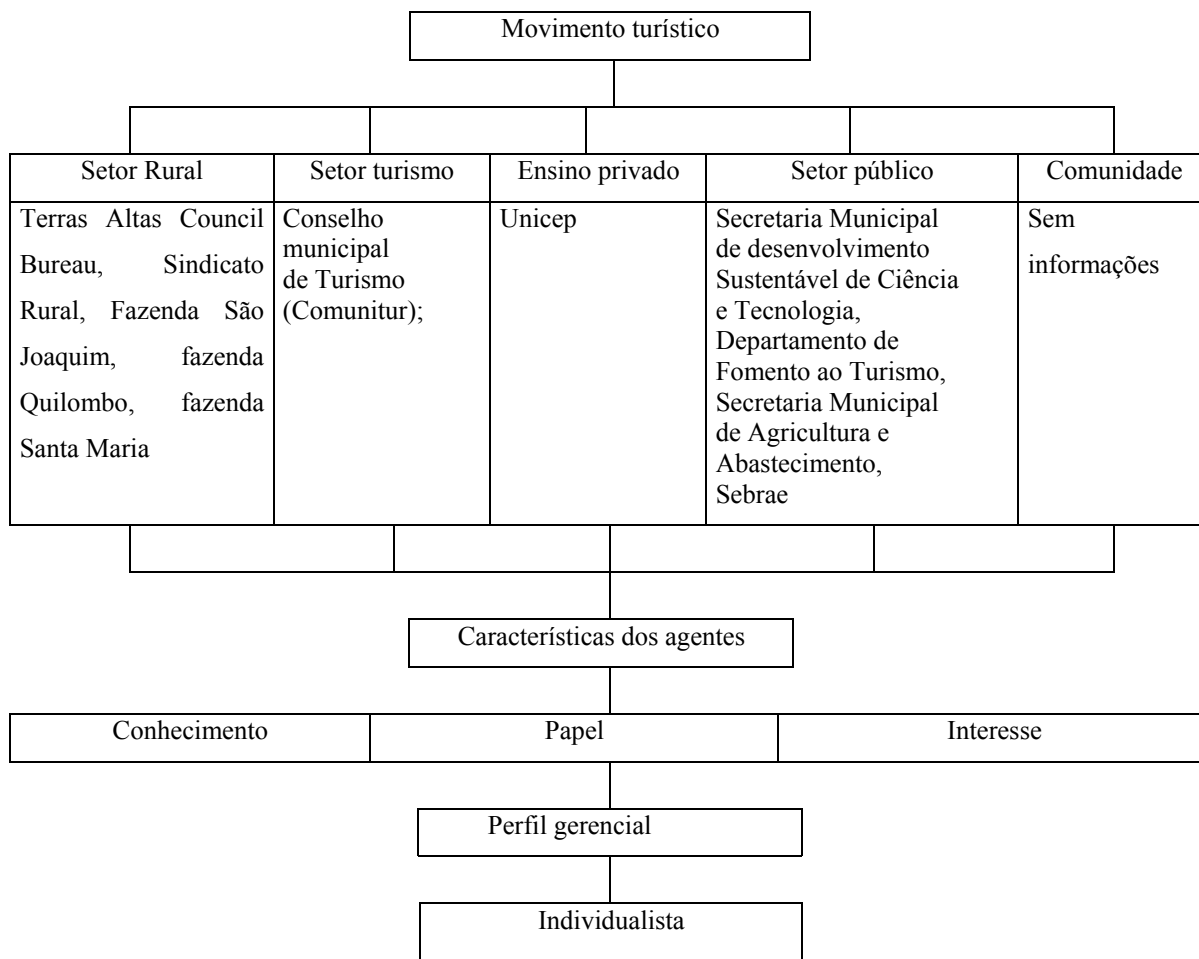 Movimento turístico
Setor Rural
Setor turismo
Ensino privado
Setor público
Comunidade
Terras Altas Council
Bureau, Sindicato
Rural, Fazenda São
Joaquim, fazenda
Quilombo, fazenda
Santa Maria
Conselho
municipal
de Turismo
(Comunitur);
Unicep
Secretaria Municipal
de desenvolvimento
Sustentável de Ciência
e Tecnologia,
Departamento de
Fomento ao Turismo,
Secretaria Municipal
de Agricultura e
Abastecimento,
Sebrae
Sem
informações
Características dos agentes
Conhecimento
Papel
Interesse
Perfil gerencial
Individualista